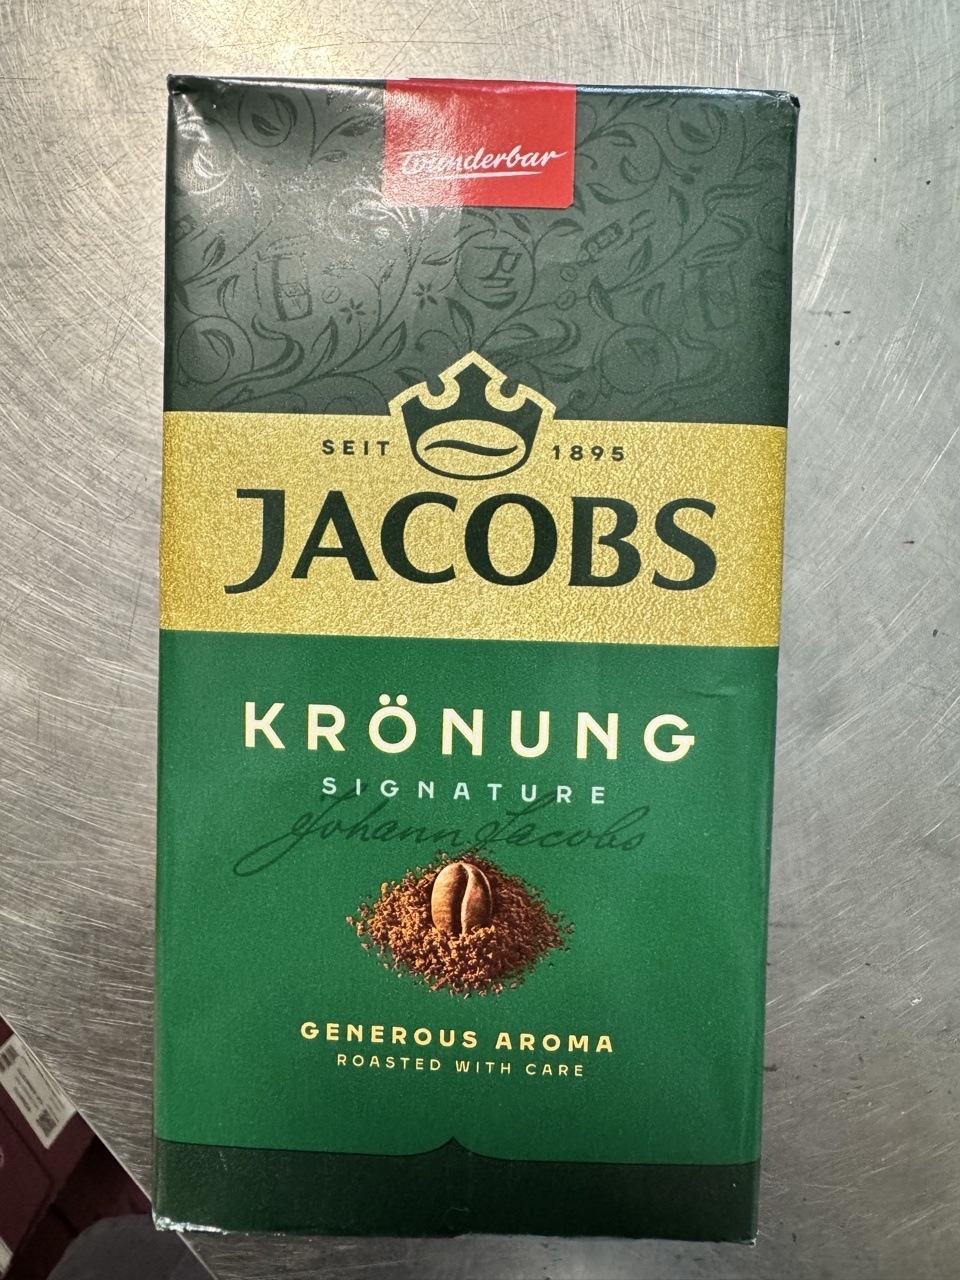 wunderbar
SEIT 1895
JACOBS
KRÖNUNG
SIGNATURE
Johann Jacobs
GENEROUS AROMA
ROASTED WITH CARE